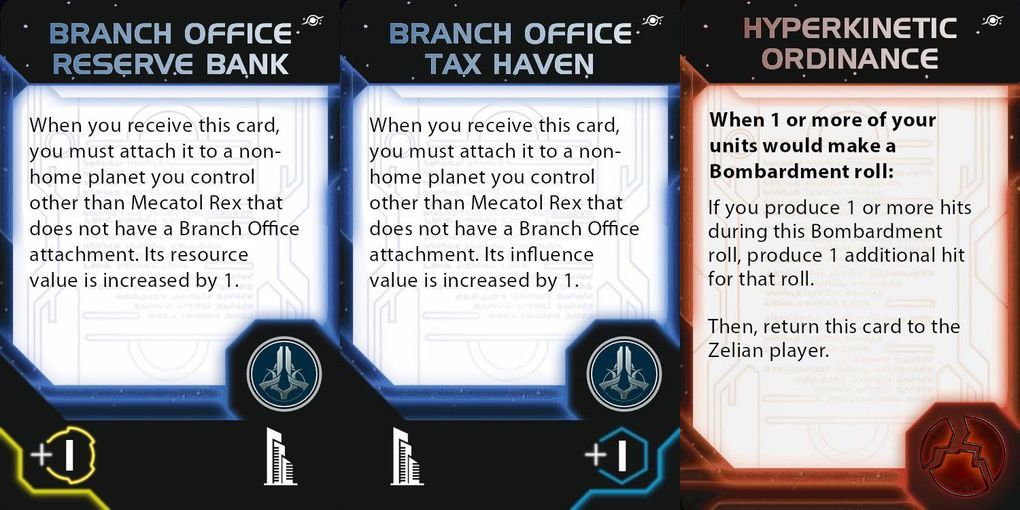 BRANCH OFFICE
RESERVE BANK
When you receive this card,
you must attach it to a non-
home planet you control
other than Mecatol Rex that
does not have a Branch Office
attachment. Its resource
value is increased by 1.
+1
BRANCH OFFICE
TAX HAVEN
When you receive this card,
you must attach it to a non-
home planet you control
other than Mecatol Rex that
does not have a Branch Office
attachment. Its influence
value is increased by 1.
+1
HYPERKINETIC
ORDINANCE
When 1 or more of your
units would make a
Bombardment roll:
If you produce 1 or more hits
during this Bombardment
roll, produce 1 additional hit
for that roll.
Then, return this card to the
Zelian player.